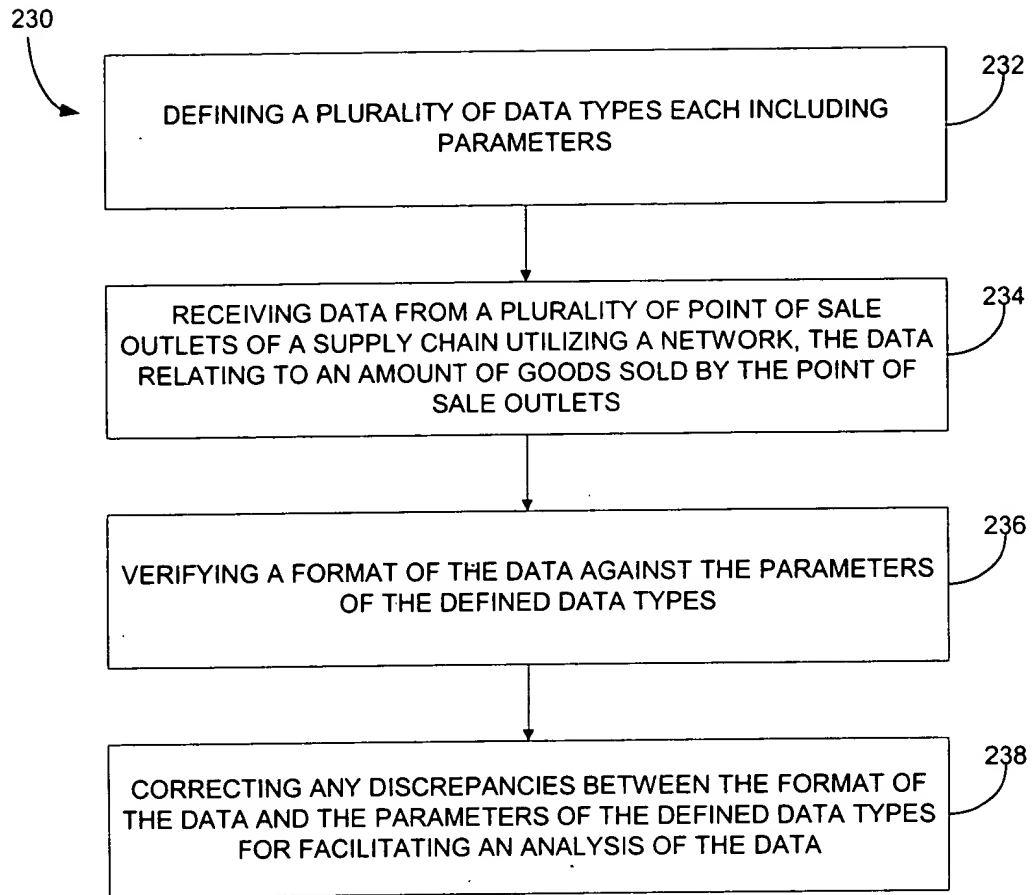 230
232
DEFINING A PLURALITY OF DATA TYPES EACH INCLUDING
PARAMETERS
234
RECEIVING DATA FROM A PLURALITY OF POINT OF SALE
OUTLETS OF A SUPPLY CHAIN UTILIZING A NETWORK, THE DATA
RELATING TO AN AMOUNT OF GOODS SOLD BY THE POINT OF
SALE OUTLETS
236
VERIFYING A FORMAT OF THE DATA AGAINST THE PARAMETERS
OF THE DEFINED DATA TYPES
238
CORRECTING ANY DISCREPANCIES BETWEEN THE FORMAT OF
THE DATA AND THE PARAMETERS OF THE DEFINED DATA TYPES
FOR FACILITATING AN ANALYSIS OF THE DATA